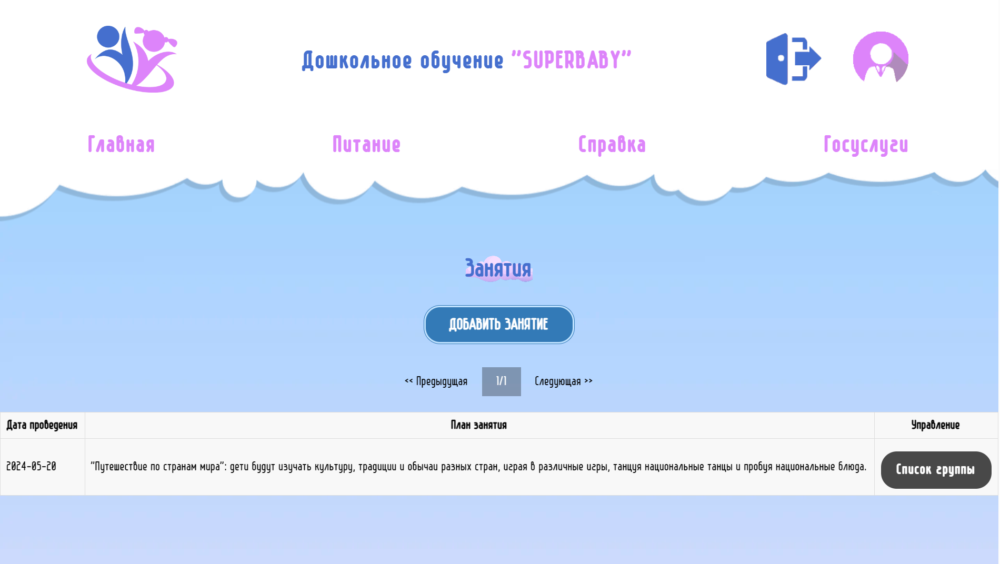 Дошкольное обучение "SUPERBABY"
Главная Питание Справка Госуслуги
Занятия
ДОБАВИТЬ ЗАНЯТИЕ
<< Предыдущая 1/1 Следующая >>
Дата проведения План занятия Управление
2024-05-20 "Путешествие по странам мира": дети будут изучать культуру, традиции и обычаи разных стран, играя в различные игры, танцуя национальные танцы и пробуя национальные блюда. Список группы